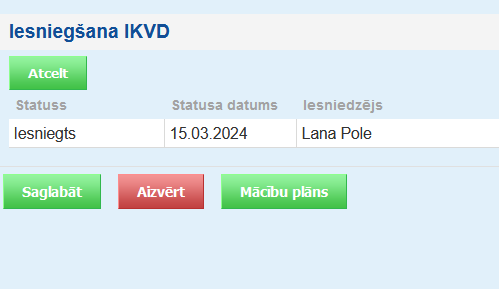 Iesniegšana IKVD
Atcelt
Statuss Statusa datums Iesniedzējs
Iesniegts 15.03.2024 Lana Pole
Saglabāt Aizvērt Mācību plāns